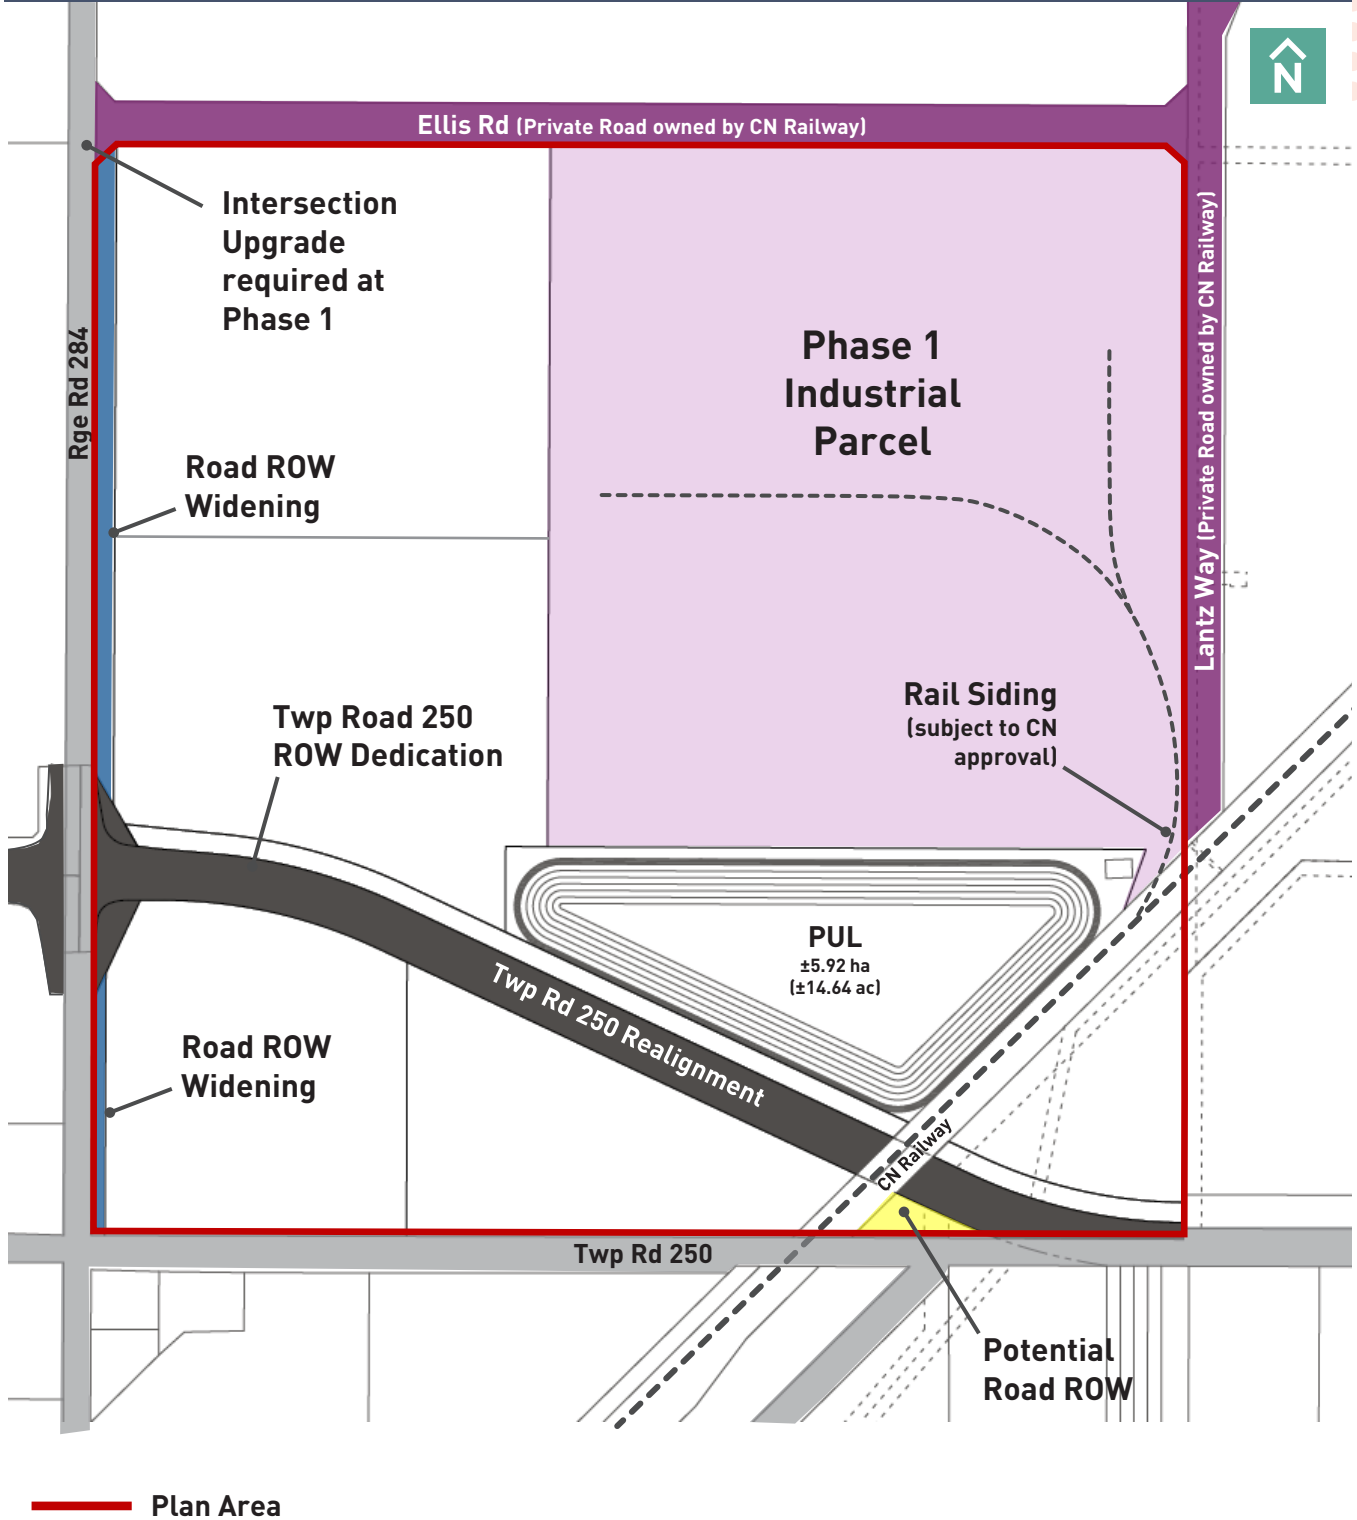 N
Ellis Rd (Private Road owned by CN Railway)
Intersection
Upgrade
required at
Phase 1
Rge Rd 284
Phase 1
Industrial
Parcel
Lantz Way (Private Road owned by CN Railway)
Road ROW
Widening
Rail Siding
(subject to CN
approval)
Twp Road 250
ROW Dedication
PUL
±5.92 ha
(±14.64 ac)
Twp Rd 250 Realignment
Road ROW
Widening
CN Railway
Twp Rd 250
Potential
Road ROW
Plan Area